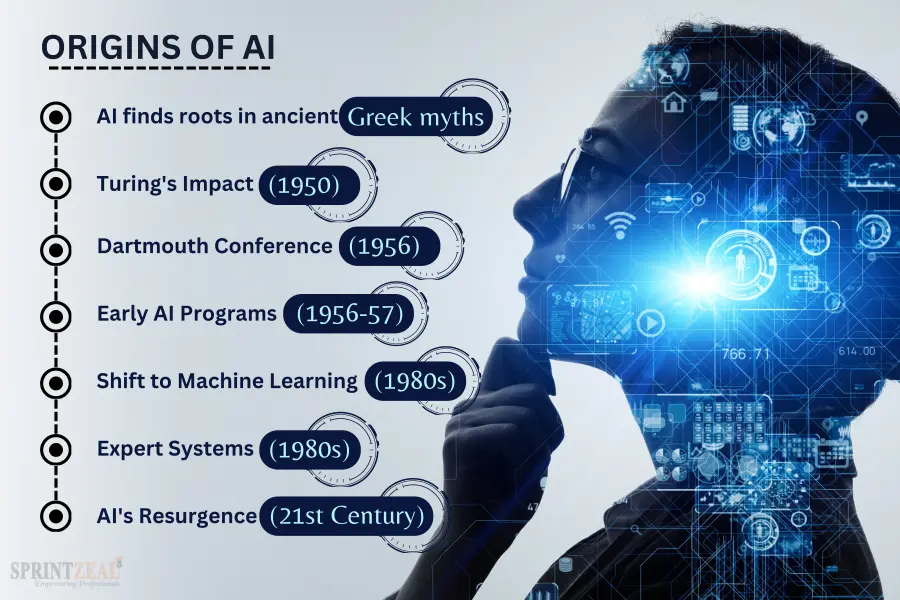 ORIGINS OF AI
AI finds roots in ancient Greek myths
Turing's Impact (1950)
Dartmouth Conference (1956)
Early AI Programs (1956-57)
Shift to Machine Learning (1980s)
Expert Systems (1980s)
AI's Resurgence (21st Century)
766.71
614.00
SPRINTZEAL
Empowering Professionals